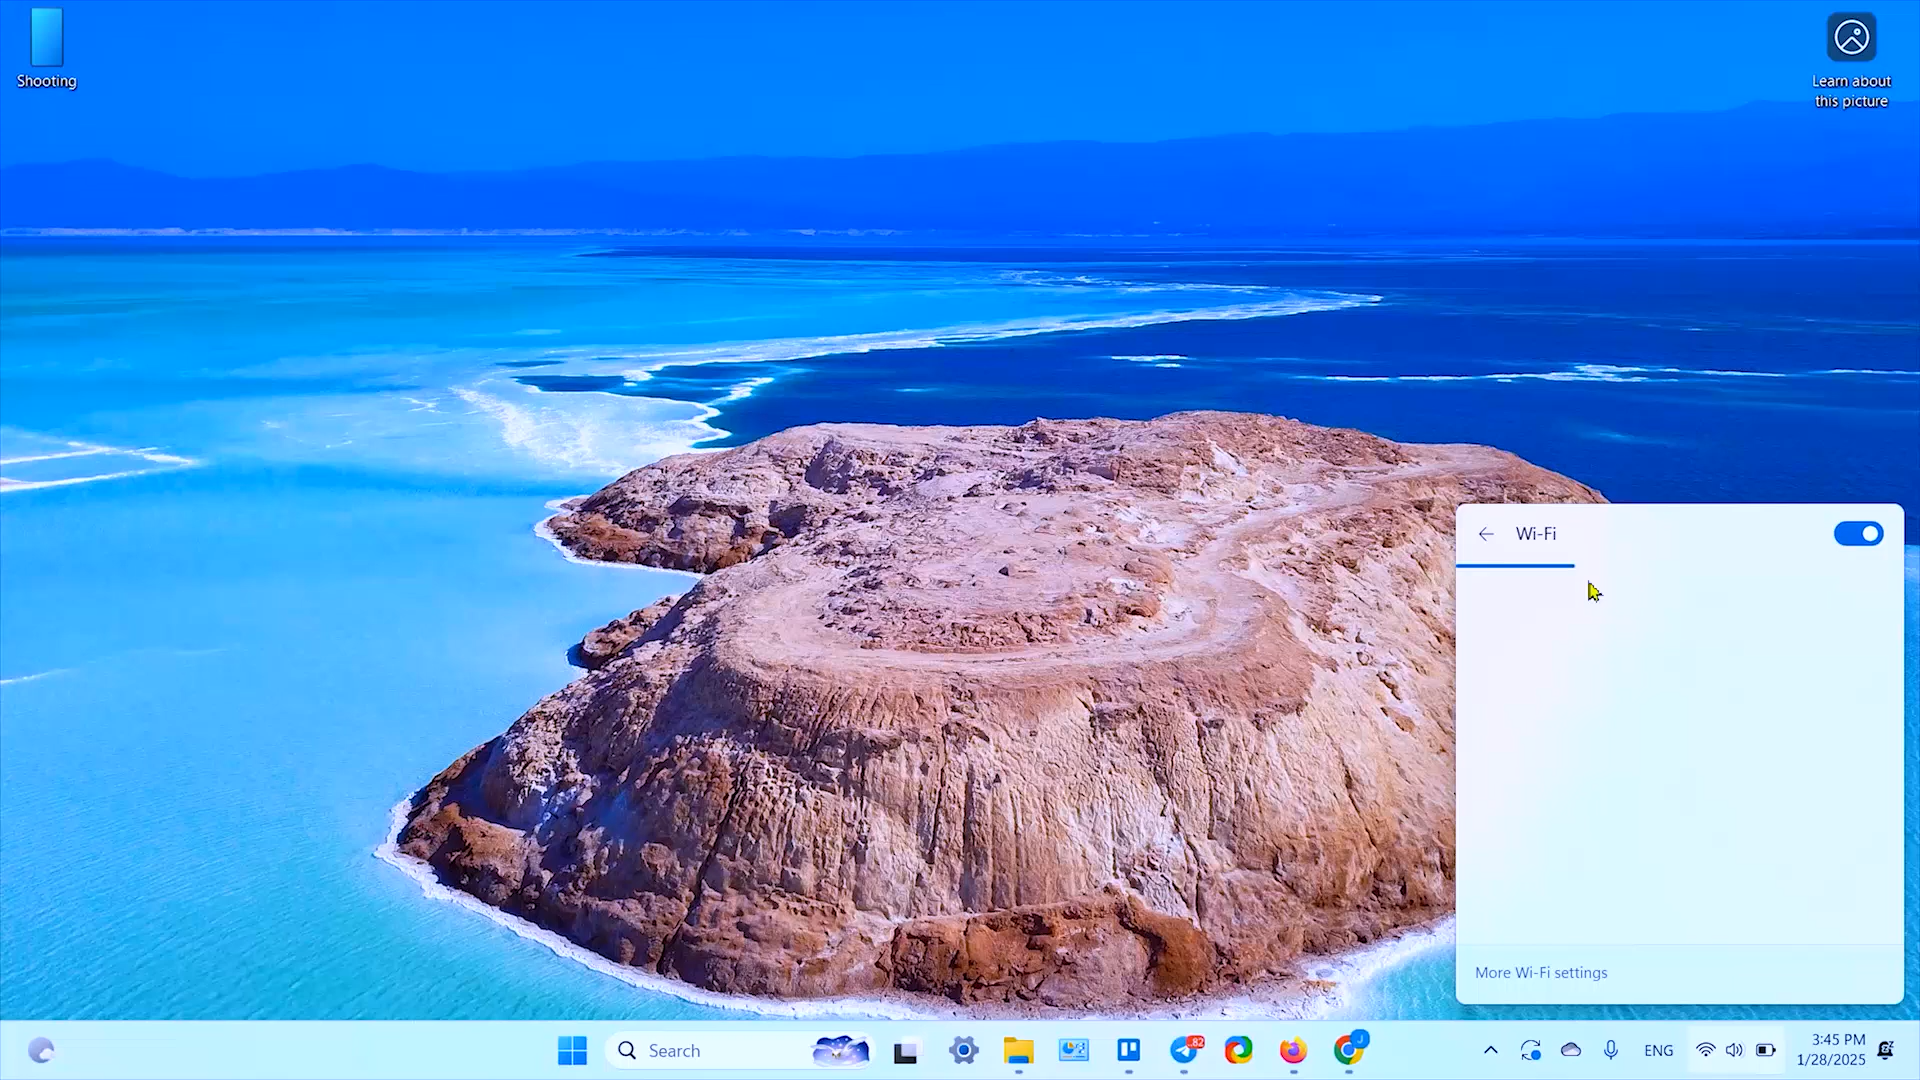 Shooting
Learn about
this picture
Wi-Fi
More Wi-Fi settings
Search
82
J
ENG
3:45 PM
1/28/2025